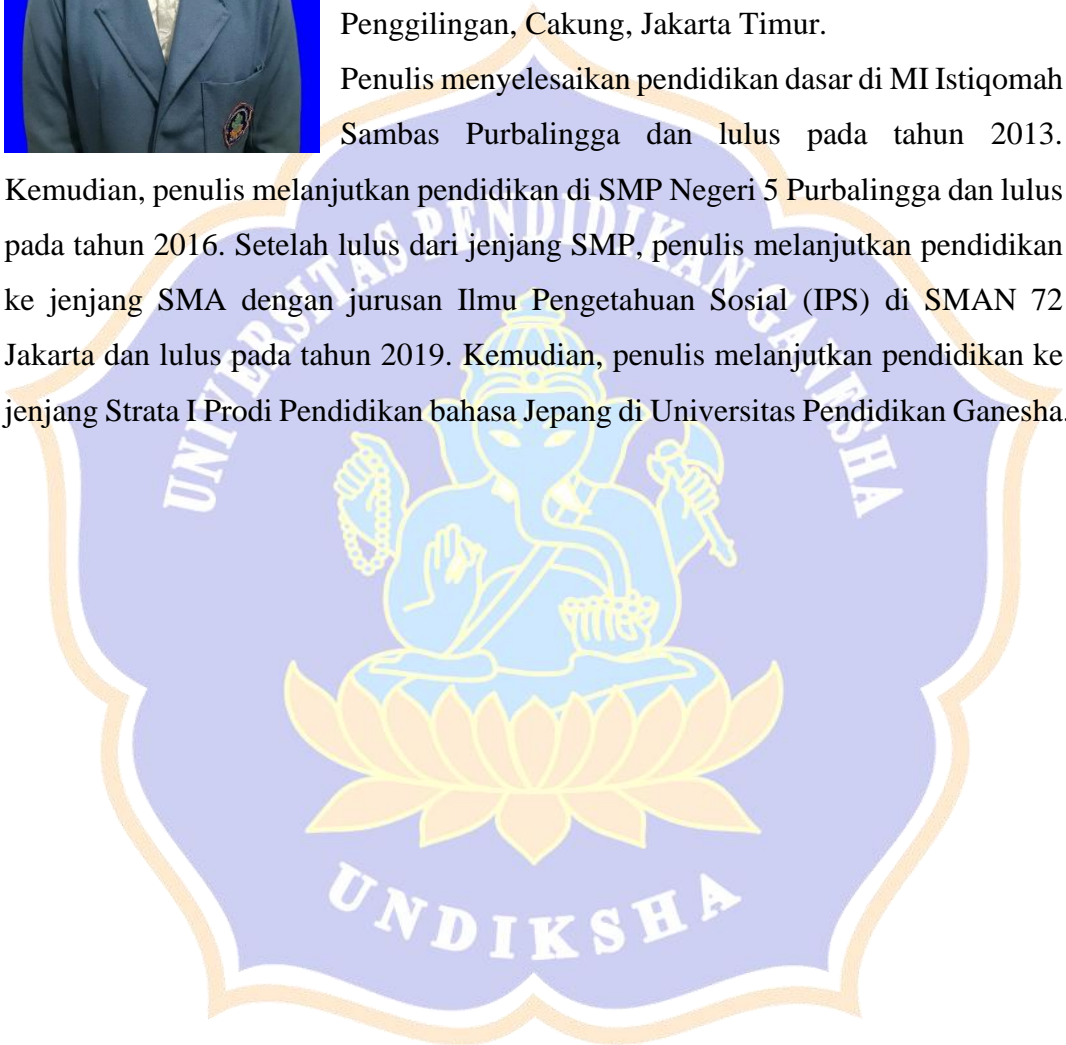 Penggilingan, Cakung, Jakarta Timur.
Penulis menyelesaikan pendidikan dasar di MI Istiqomah
Sambas Purbalingga dan lulus pada tahun 2013.
Kemudian, penulis melanjutkan pendidikan di SMP Negeri 5 Purbalingga dan lulus
pada tahun 2016. Setelah lulus dari jenjang SMP, penulis melanjutkan pendidikan
ke jenjang SMA dengan jurusan Ilmu Pengetahuan Sosial (IPS) di SMAN 72
Jakarta dan lulus pada tahun 2019. Kemudian, penulis melanjutkan pendidikan ke
jenjang Strata I Prodi Pendidikan bahasa Jepang di Universitas Pendidikan Ganesha.
UNIVERSITAS PENDIDIKAN GANESHA
UNDIKSHA